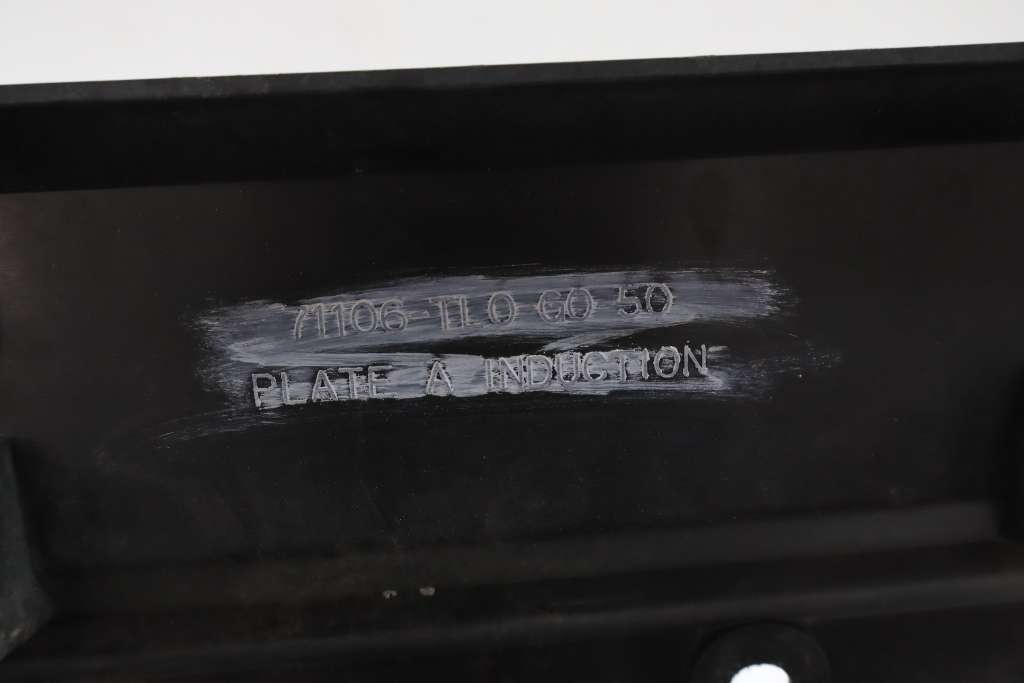 71106-TL0 G0 50
PLATE A INDUCTION